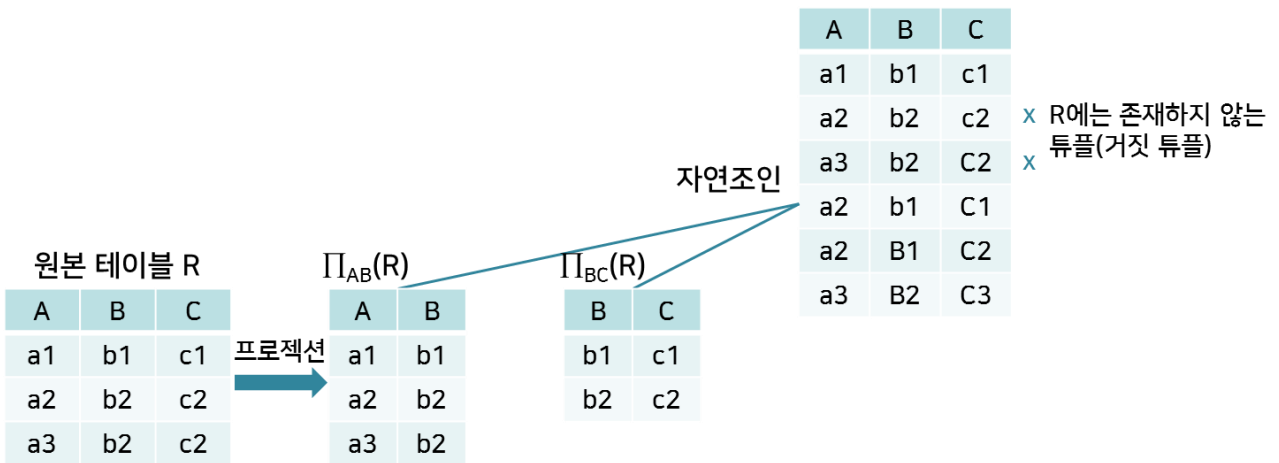 A B C
a1 b1 c1
a2 b2 c2
a3 b2 C2
a2 b1 C1
a2 B1 C2
a3 B2 C3
x R에는 존재하지 않는
x 튜플(거짓 튜플)
자연조인
원본 테이블 R
A B C
a1 b1 c1
a2 b2 c2
a3 b2 c2
프로젝션
∏AB(R)
A B
a1 b1
a2 b2
a3 b2
∏BC(R)
B C
b1 c1
b2 c2